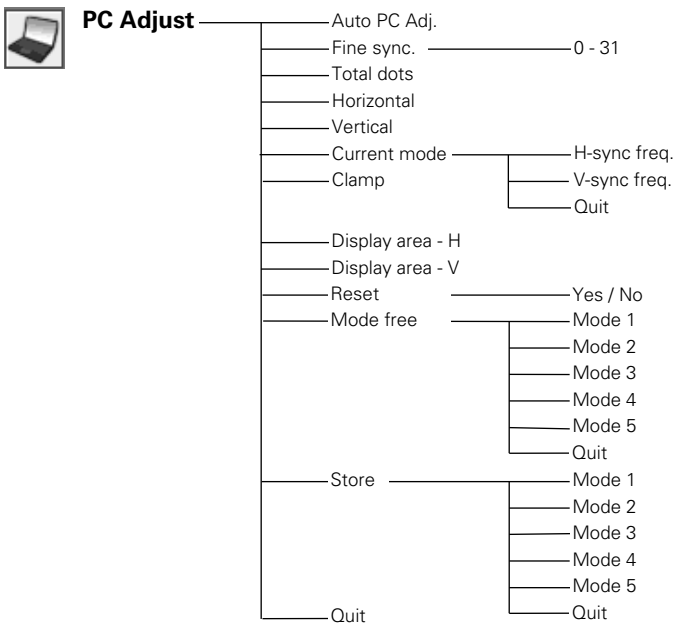 PC Adjust Auto PC Adj.
Fine sync. 0 - 31
Total dots
Horizontal
Vertical
Current mode H-sync freq.
Clamp V-sync freq.
Quit
Display area - H
Display area - V
Reset Yes / No
Mode free Mode 1
Mode 2
Mode 3
Mode 4
Mode 5
Quit
Store Mode 1
Mode 2
Mode 3
Mode 4
Mode 5
Quit Quit